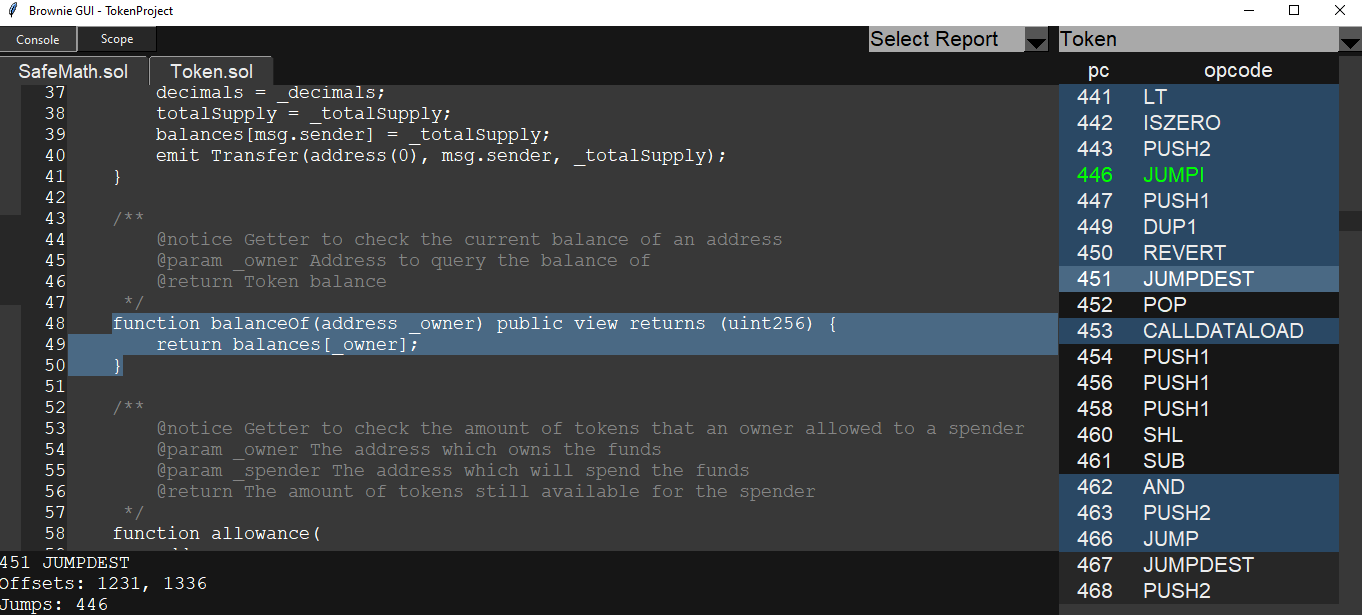 Brownie GUI - TokenProject
Console Scope Select Report Token
SafeMath.sol Token.sol
37 decimals = _decimals;
38 totalSupply = _totalSupply;
39 balances[msg.sender] = _totalSupply;
40 emit Transfer(address(0), msg.sender, _totalSupply);
41 }
42
43 /**
44 @notice Getter to check the current balance of an address
45 @param _owner Address to query the balance of
46 @return Token balance
47 */
48 function balanceOf(address _owner) public view returns (uint256) {
49 return balances[_owner];
50 }
51
52 /**
53 @notice Getter to check the amount of tokens that an owner allowed to a spender
54 @param _owner The address which owns the funds
55 @param _spender The address which will spend the funds
56 @return The amount of tokens still available for the spender
57 */
58 function allowance(
451 JUMPDEST
Offsets: 1231, 1336
Jumps: 446
pc opcode
441 LT
442 ISZERO
443 PUSH2
446 JUMPI
447 PUSH1
449 DUP1
450 REVERT
451 JUMPDEST
452 POP
453 CALLDATALOAD
454 PUSH1
456 PUSH1
458 PUSH1
460 SHL
461 SUB
462 AND
463 PUSH2
466 JUMP
467 JUMPDEST
468 PUSH2